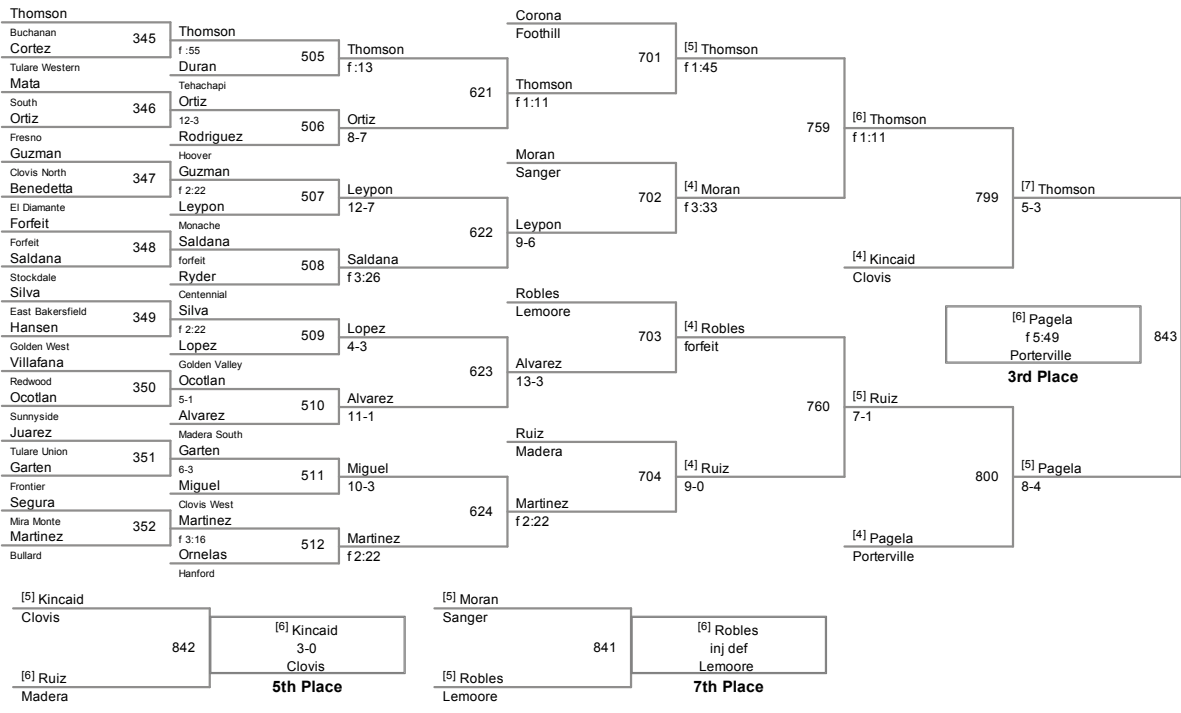 Thomson
Buchanan
345
Cortez
Tulare Western
Mata
South
346
Ortiz
Fresno
Guzman
Clovis North
347
Benedetta
El Diamante
Forfeit
Forfeit
348
Saldana
Stockdale
Silva
East Bakersfield
349
Hansen
Golden West
Villafana
Redwood
350
Ocotlan
Sunnyside
Juarez
Tulare Union
351
Garten
Frontier
Segura
Mira Monte
352
Martinez
Bullard
Thomson
f :55
505
Duran
Tehachapi
Ortiz
12-3
506
Rodriguez
Hoover
Guzman
f 2:22
507
Leypon
Monache
Saldana
forfeit
508
Ryder
Centennial
Silva
f 2:22
509
Lopez
Golden Valley
Ocotlan
5-1
510
Alvarez
Madera South
Garten
6-3
511
Miguel
Clovis West
Martinez
f 3:16
512
Ornelas
Hanford
Thomson
f :13
621
Ortiz
8-7
Leypon
12-7
622
Saldana
f 3:26
Lopez
4-3
623
Alvarez
11-1
Miguel
10-3
624
Martinez
f 2:22
Corona
Foothill
701
Thomson
f 1:11
Moran
Sanger
702
Leypon
9-6
Robles
Lemoore
703
Alvarez
13-3
Ruiz
Madera
704
Martinez
f 2:22
[5] Thomson
f 1:45
759
[4] Moran
f 3:33
[4] Robles
forfeit
760
[4] Ruiz
9-0
[6] Thomson
f 1:11
799
[4] Kincaid
Clovis
[5] Ruiz
7-1
800
[4] Pagela
Porterville
[7] Thomson
5-3
843
[5] Pagela
8-4
[6] Pagela
f 5:49
Porterville
3rd Place
[5] Kincaid
Clovis
842
[6] Ruiz
Madera
[6] Kincaid
3-0
Clovis
5th Place
[5] Moran
Sanger
841
[5] Robles
Lemoore
[6] Robles
inj def
Lemoore
7th Place